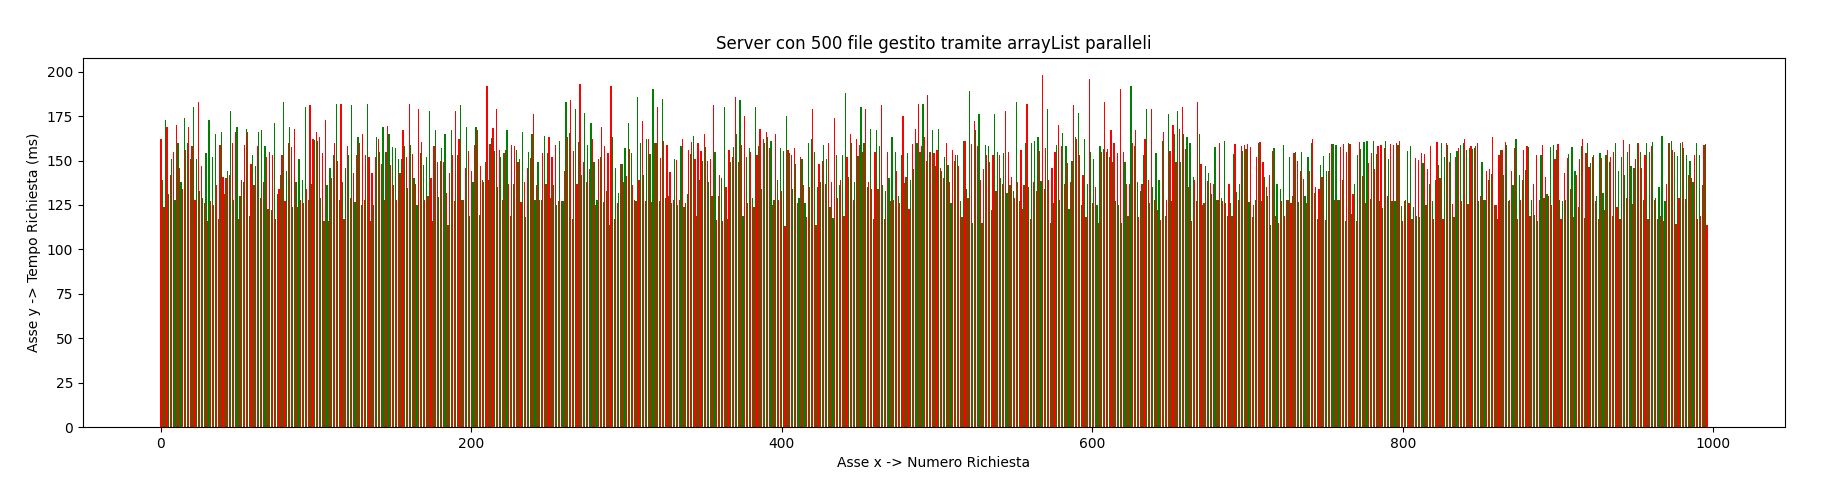 Server con 500 file gestito tramite arrayList paralleli
Asse y -> Tempo Richiesta (ms)
200
175
150
125
100
75
50
25
0
0 200 400 600 800 1000
Asse x -> Numero Richiesta